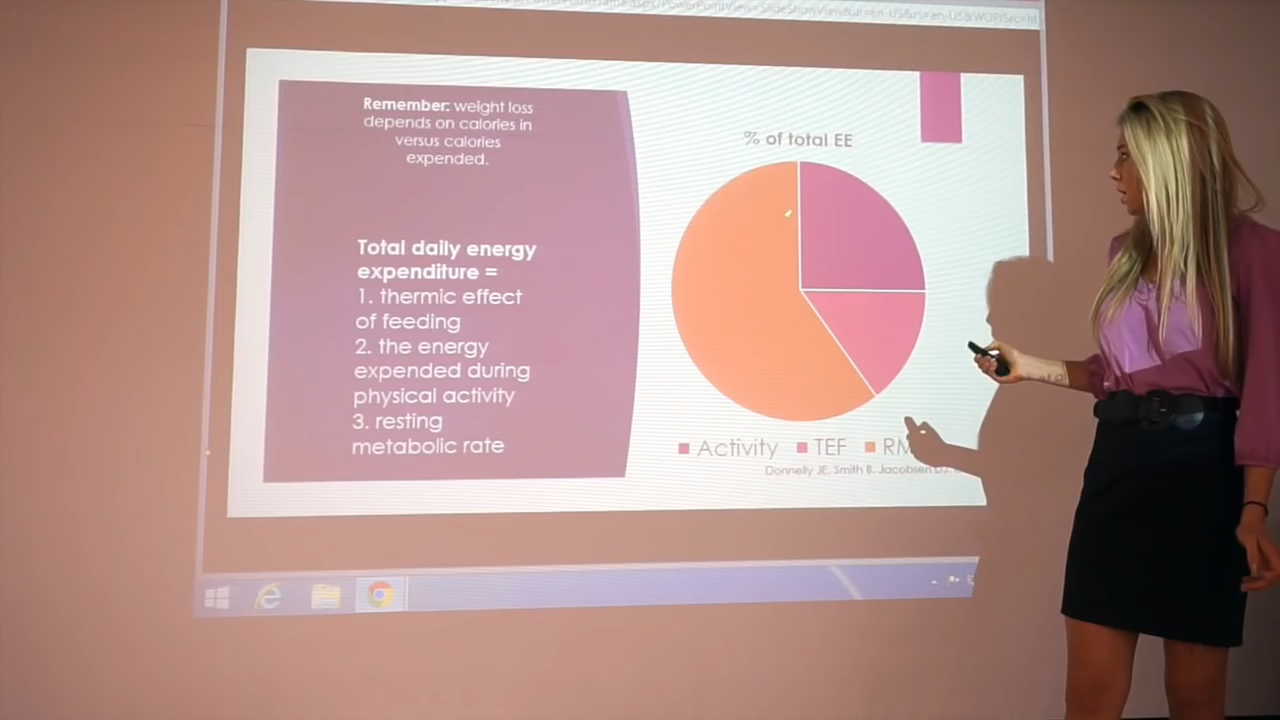 Remember: weight loss
depends on calories in
versus calories
expended.
Total daily energy
expenditure =
1. thermic effect
of feeding
2. the energy
expended during
physical activity
3. resting
metabolic rate
% of total EE
Activity TEF
Donnelly JE, Smith B, Jacobsen